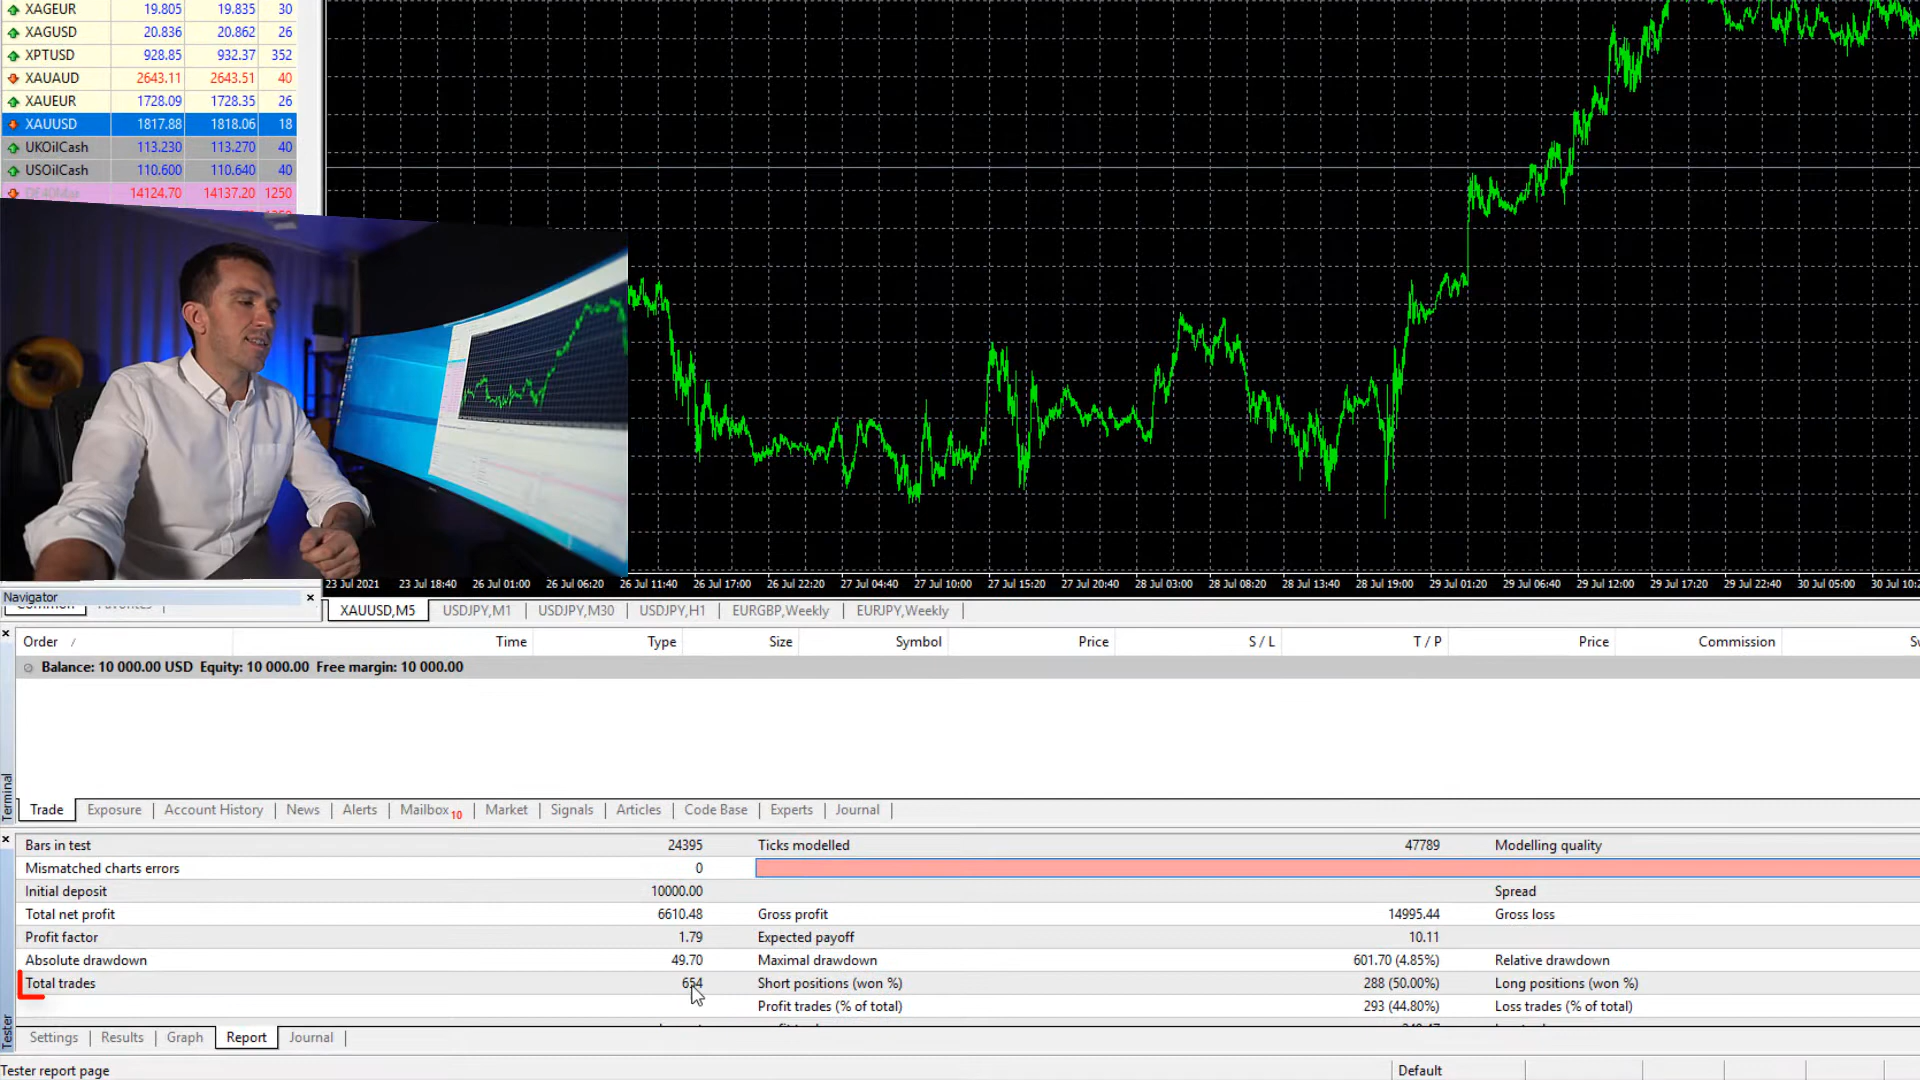 XAGEUR 19.805 19.835 30
XAGUSD 20.836 20.862 26
XPTUSD 928.85 932.37 352
XAUAUD 2643.11 2643.51 40
XAUEUR 1728.09 1728.35 26
XAUUSD 1817.88 1818.06 18
UKOilCash 113.230 113.270 40
USOilCash 110.600 110.640 40
14124.70 14137.20 1250
23 Jul 2021 23 Jul 18:40 26 Jul 01:00 26 Jul 06:20 26 Jul 11:40 26 Jul 17:00 26 Jul 22:20 27 Jul 04:40 27 Jul 10:00 27 Jul 15:20 27 Jul 20:40 28 Jul 03:00 28 Jul 08:20 28 Jul 13:40 28 Jul 19:00 29 Jul 01:20 29 Jul 06:40 29 Jul 12:00 29 Jul 17:20 29 Jul 22:40 30 Jul 05:00 30 Jul 10:2
Navigator
XAUUSD,M5 USDJPY,M1 USDJPY,M30 USDJPY,H1 EURGBP,Weekly EURJPY,Weekly
Order / Time Type Size Symbol Price S / L T / P Price Commission Sw
Balance: 10 000.00 USD Equity: 10 000.00 Free margin: 10 000.00
Terminal
Trade Exposure Account History News Alerts Mailbox 10 Market Signals Articles Code Base Experts Journal
Bars in test 24395 Ticks modelled 47789 Modelling quality
Mismatched charts errors 0
Initial deposit 10000.00 Spread
Total net profit 6610.48 Gross profit 14995.44 Gross loss
Profit factor 1.79 Expected payoff 10.11
Absolute drawdown 49.70 Maximal drawdown 601.70 (4.85%) Relative drawdown
Total trades 654 Short positions (won %) 288 (50.00%) Long positions (won %)
Profit trades (% of total) 293 (44.80%) Loss trades (% of total)
Tester
Settings Results Graph Report Journal
Tester report page Default